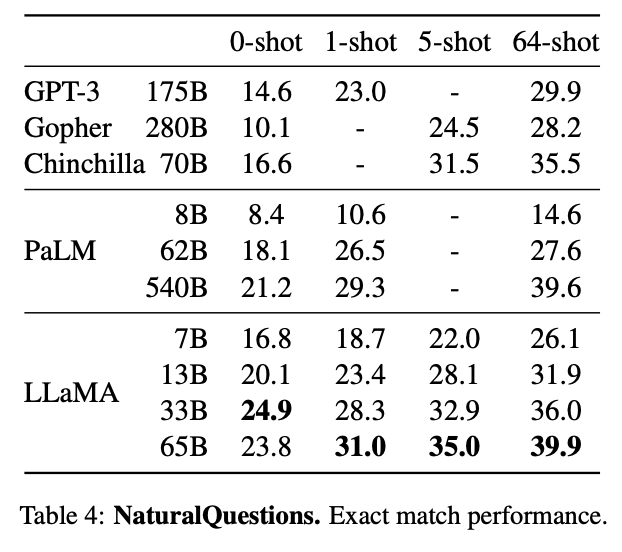 0-shot 1-shot 5-shot 64-shot
GPT-3 175B 14.6 23.0 - 29.9
Gopher 280B 10.1 - 24.5 28.2
Chinchilla 70B 16.6 - 31.5 35.5
8B 8.4 10.6 - 14.6
PaLM 62B 18.1 26.5 - 27.6
540B 21.2 29.3 - 39.6
7B 16.8 18.7 22.0 26.1
13B 20.1 23.4 28.1 31.9
LLaMA
33B 24.9 28.3 32.9 36.0
65B 23.8 31.0 35.0 39.9
Table 4: NaturalQuestions. Exact match performance.